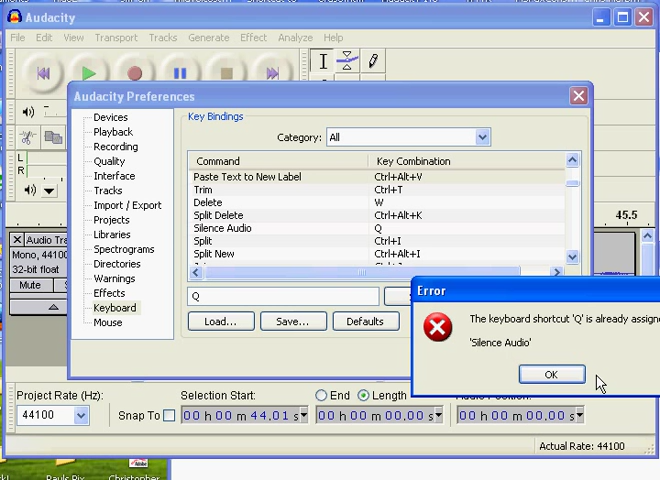 Audacity
File Edit View Transport Tracks Generate Effect Analyze Help
Audacity Preferences
Devices
Playback
Recording
Quality
Interface
Tracks
Import / Export
Projects
Libraries
Spectrograms
Directories
Warnings
Effects
Keyboard
Mouse
Key Bindings
Category: All
Command Key Combination
Paste Text to New Label Ctrl+Alt+V
Trim Ctrl+T
Delete W
Split Delete Ctrl+Alt+K
Silence Audio Q
Split Ctrl+I
Split New Ctrl+Alt+I
Q
Load... Save... Defaults
L
R
45.5
Audio Tra
Mono, 44100
32-bit float
Mute S
Error
The keyboard shortcut 'Q' is already assigne
'Silence Audio'
OK
Project Rate (Hz):
44100
Snap To
Selection Start: End Length
00 h 00 m 44.01 s
00 h 00 m 00.00 s
00 h 00 m 00.00 s
Actual Rate: 44100
Pauls Pix
Christopher